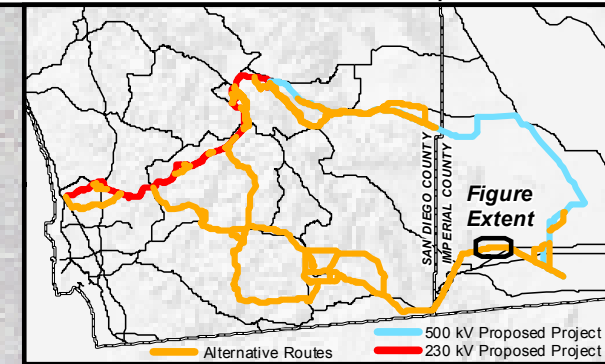 SAN DIEGO COUNTY
IMPERIAL COUNTY
Figure
Extent
500 kV Proposed Project
Alternative Routes
230 kV Proposed Project